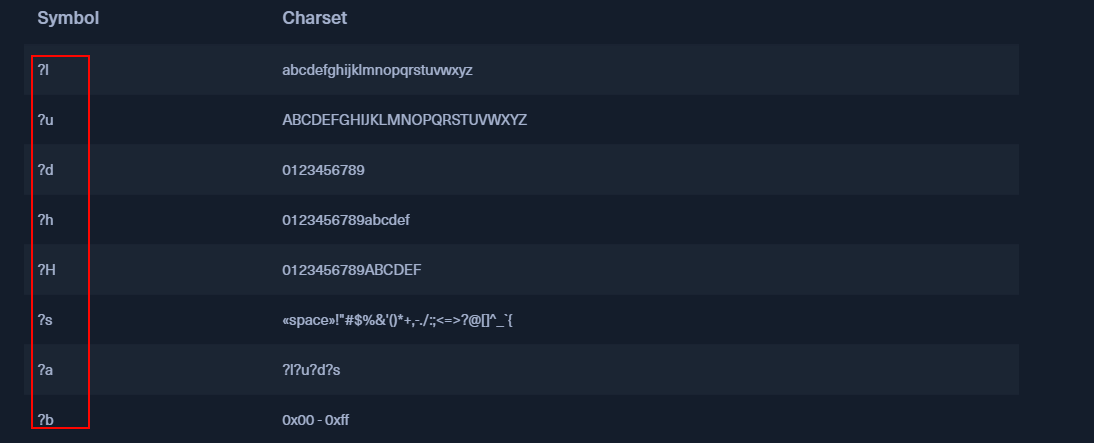 Symbol Charset
?l abcdefghijklmnopqrstuvwxyz
?u ABCDEFGHIJKLMNOPQRSTUVWXYZ
?d 0123456789
?h 0123456789abcdef
?H 0123456789ABCDEF
?s «space»!"#$%&'()*+,-./:;<=>?@[]^_`{
?a ?l?u?d?s
?b 0x00 - 0xff